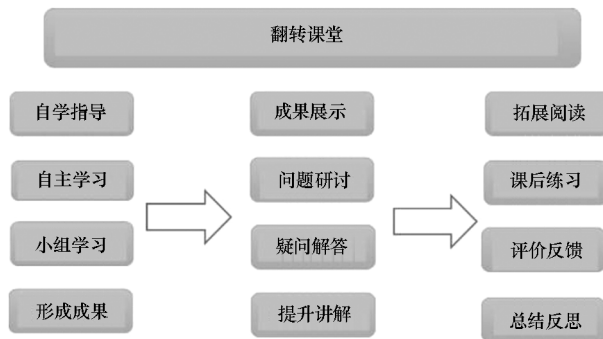 翻转课堂
自学指导
自主学习
小组学习
形成成果
成果展示
问题研讨
疑问解答
提升讲解
拓展阅读
课后练习
评价反馈
总结反思